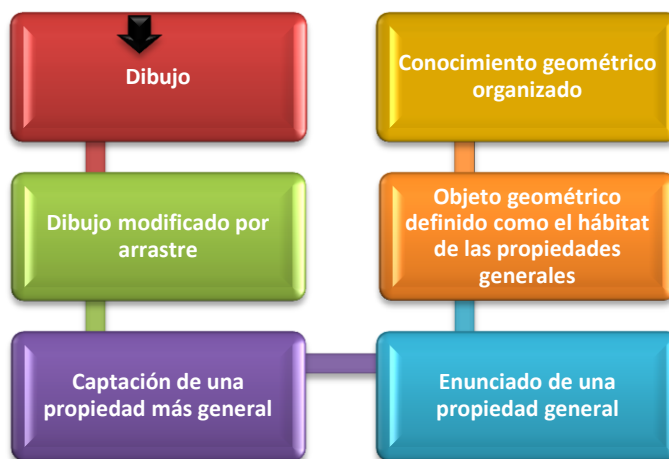 Dibujo
Dibujo modificado por
arrastre
Captación de una
propiedad más general
Enunciado de una
propiedad general
Objeto geométrico
definido como el hábitat
de las propiedades
generales
Conocimiento geométrico
organizado